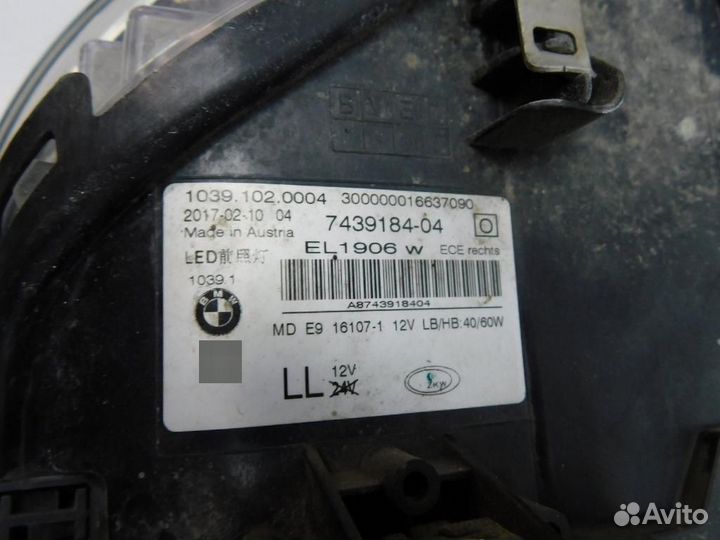 SAE
1039.102.0004 300000016637090
2017-02-10 04 7439184-04
Made in Austria
EL1906 W ECE rechts
LED前照灯
1039.1
A8743918404
BMW
MD E9 16107-1 12V LB/HB:40/60W
LL 12V
24V
ZKW
Avito